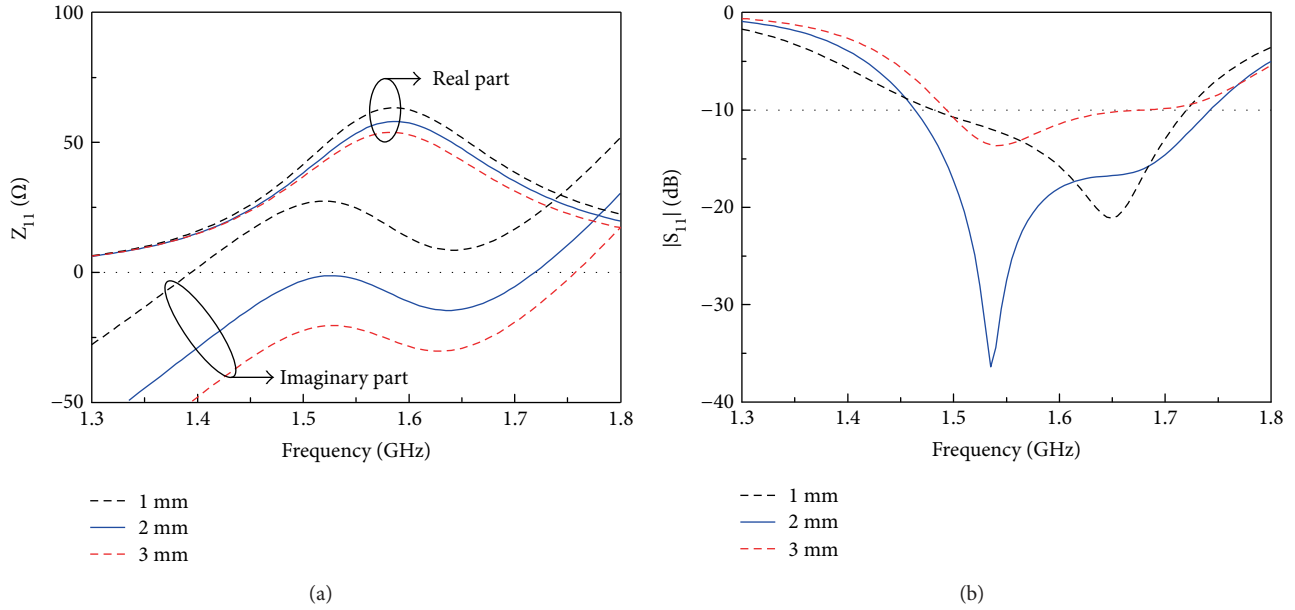 100
50
0
−50
Z11 (Ω)
Real part
Imaginary part
1.3 1.4 1.5 1.6 1.7 1.8
Frequency (GHz)
1 mm
2 mm
3 mm
(a)
0
−10
−20
−30
−40
|S11| (dB)
1.3 1.4 1.5 1.6 1.7 1.8
Frequency (GHz)
1 mm
2 mm
3 mm
(b)